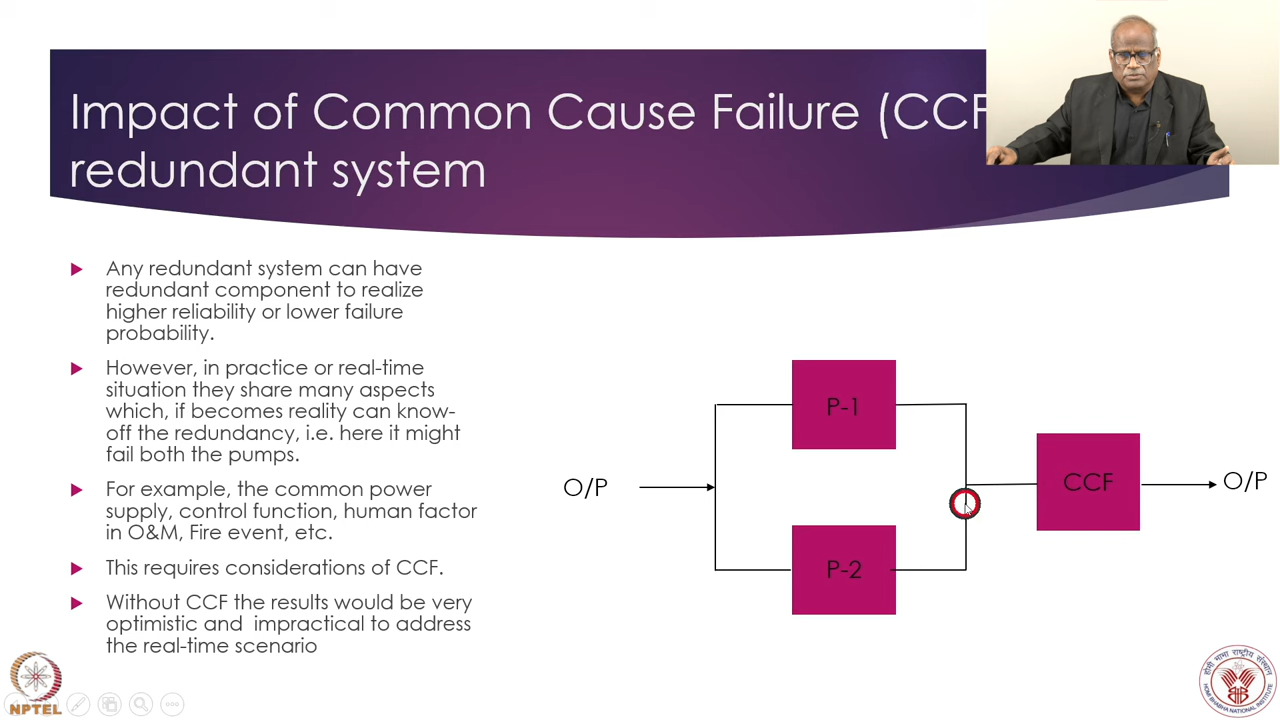 Impact of Common Cause Failure (CCF
redundant system
Any redundant system can have
redundant component to realize
higher reliability or lower failure
probability.
However, in practice or real-time
situation they share many aspects
which, if becomes reality can know-
off the redundancy, i.e. here it might
fail both the pumps.
For example, the common power
supply, control function, human factor
in O&M, Fire event, etc.
This requires considerations of CCF.
Without CCF the results would be very
optimistic and impractical to address
the real-time scenario
O/P
P-1
P-2
CCF
O/P
NPTEL
होमी भाभा राष्ट्रीय संस्थान
HOMI BHABHA NATIONAL INSTITUTE